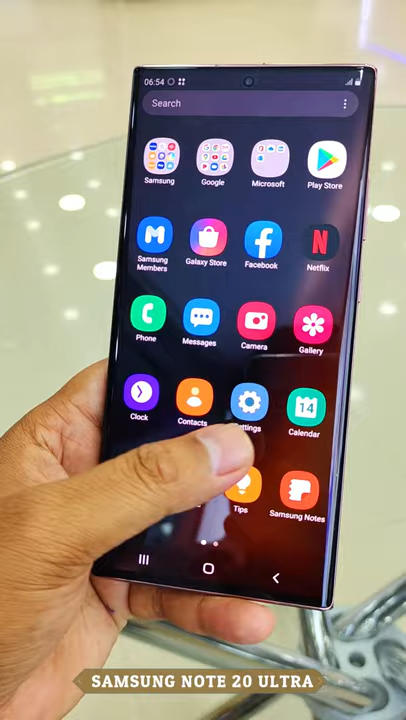 06:54
Search
Samsung
Google
Microsoft
Play Store
Samsung
Members
Galaxy Store
Facebook
Netflix
Phone
Messages
Camera
Gallery
Clock
Contacts
ettings
14
Calendar
Tips
Samsung Notes
SAMSUNG NOTE 20 ULTRA